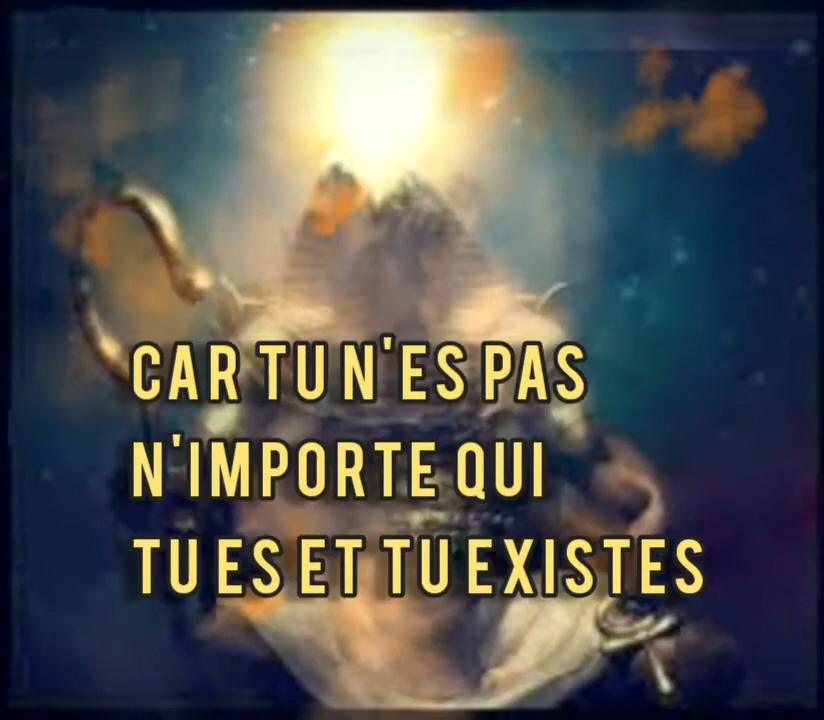 CAR TU N'ES PAS
N'IMPORTE QUI
TU ES ET TU EXISTES